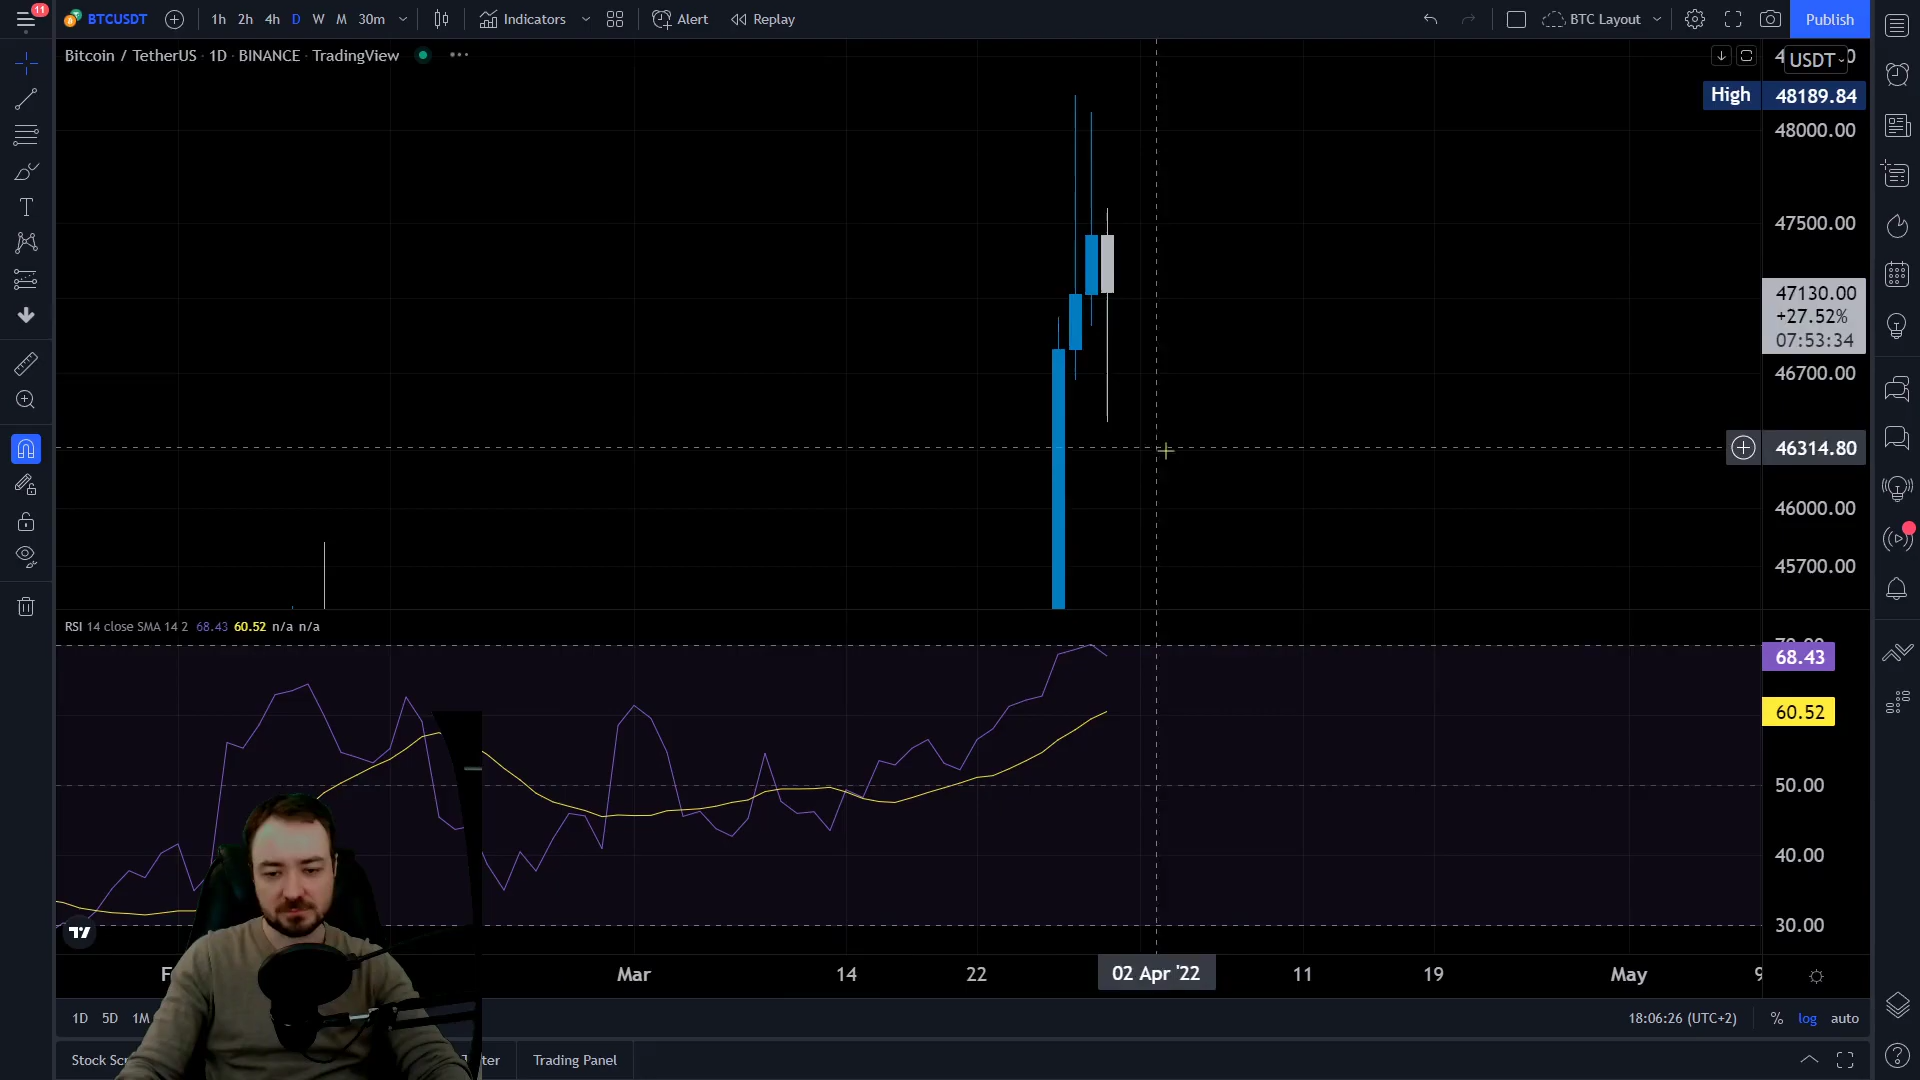 11
BTCUSDT
1h 2h 4h D W M 30m
Indicators
Alert
Replay
BTC Layout
Publish
Bitcoin / TetherUS · 1D · BINANCE · TradingView
USDT
High 48189.84
48000.00
47500.00
47130.00
+27.52%
07:53:34
46700.00
46314.80
46000.00
45700.00
RSI 14 close SMA 14 2 68.43 60.52 n/a n/a
68.43
60.52
50.00
40.00
30.00
Mar 14 22 02 Apr '22 11 19 May
1D 5D 1M
18:06:26 (UTC+2) % log auto
Trading Panel